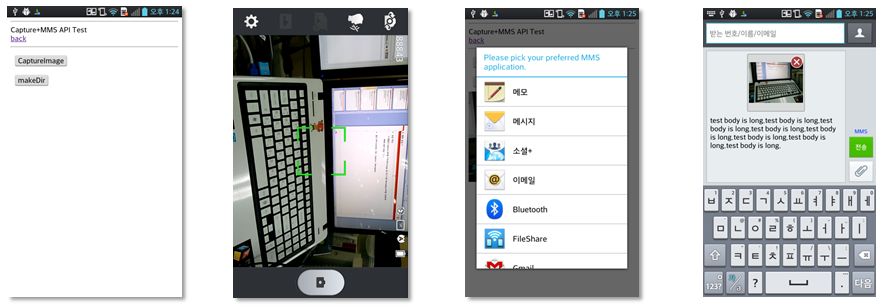 오후 1:24
Capture+MMS API Test
back
CaptureImage
makeDir
88843
오후 1:25
Capture+MMS API Test
back
Please pick your preferred MMS
application.
메모
메시지
소셜+
이메일
Bluetooth
FileShare
Gmail
오후 1:25
받는 번호/이름/이메일
test body is long,test body is long,test
body is long,test body is long,test body
is long,test body is long,test body is
long,test body is long.
MMS
전송
ㅂ ㅈ ㄷ ㄱ ㅅ ㅛ ㅕ ㅑ ㅐ ㅔ
ㅁ ㄴ ㅇ ㄹ ㅎ ㅗ ㅓ ㅏ ㅣ
ㅋ ㅌ ㅊ ㅍ ㅠ ㅜ ㅡ
123? 가/a ? . 다음